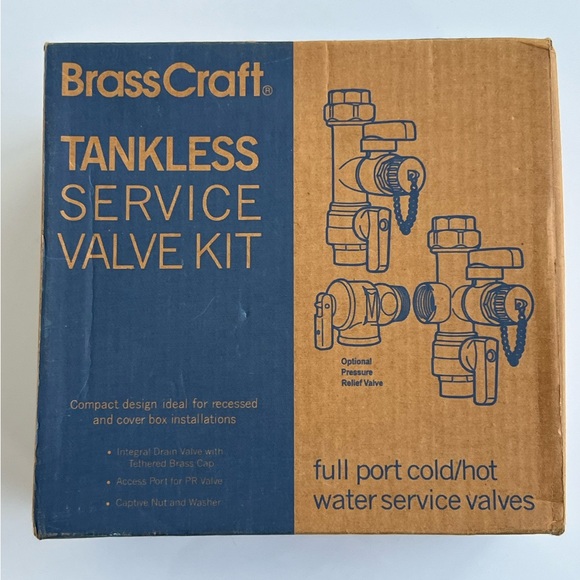 BrassCraft®
TANKLESS
SERVICE
VALVE KIT
Compact design ideal for recessed
and cover box installations
• Integral Drain Valve with
Tethered Brass Cap
• Access Port for PR Valve
• Captive Nut and Washer
Optional
Pressure
Relief Valve
full port cold/hot
water service valves